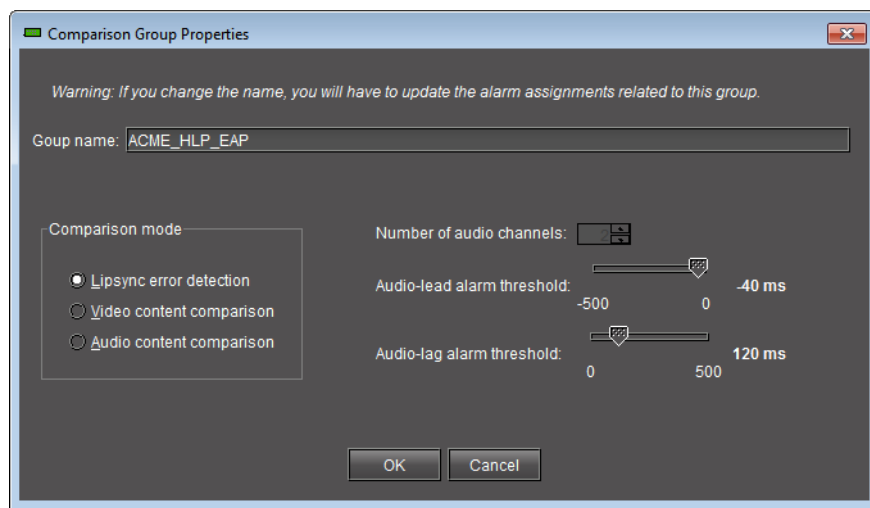 Comparison Group Properties
Warning: If you change the name, you will have to update the alarm assignments related to this group.
Goup name: ACME_HLP_EAP
Comparison mode
Lipsync error detection
Video content comparison
Audio content comparison
Number of audio channels: 2
Audio-lead alarm threshold: -40 ms
-500 0
Audio-lag alarm threshold: 120 ms
0 500
OK Cancel